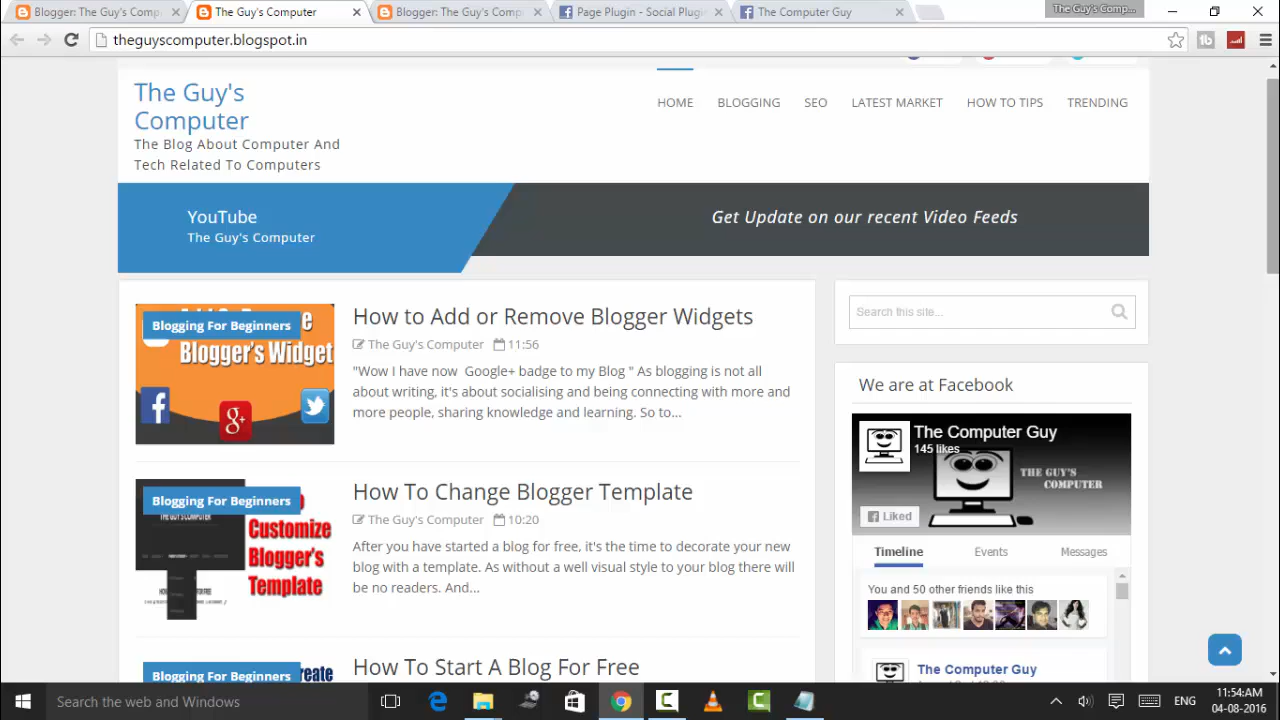 Blogger: The Guy's Comp
The Guy's Computer
Blogger: The Guy's Comp
Page Plugin - Social Plugin
The Computer Guy
The Guy's Comp...
theguyscomputer.blogspot.in
The Guy's
Computer
The Blog About Computer And
Tech Related To Computers
HOME
BLOGGING
SEO
LATEST MARKET
HOW TO TIPS
TRENDING
YouTube
The Guy's Computer
Get Update on our recent Video Feeds
Blogging For Beginners
Blogger's Widget
How to Add or Remove Blogger Widgets
The Guy's Computer 11:56
"Wow I have now Google+ badge to my Blog " As blogging is not all
about writing, it's about socialising and being connecting with more and
more people, sharing knowledge and learning. So to...
Blogging For Beginners
THE GUY'S COMPUTER
Customize
Blogger's
Template
How To Change Blogger Template
The Guy's Computer 10:20
After you have started a blog for free, it's the time to decorate your new
blog with a template. As without a well visual style to your blog there will
be no readers. And...
Blogging For Beginners
How To Start A Blog For Free
Search this site...
We are at Facebook
The Computer Guy
145 likes
THE GUY'S
COMPUTER
Liked
Timeline
Events
Messages
You and 50 other friends like this
The Computer Guy
Search the web and Windows
ENG
11:54 AM
04-08-2016